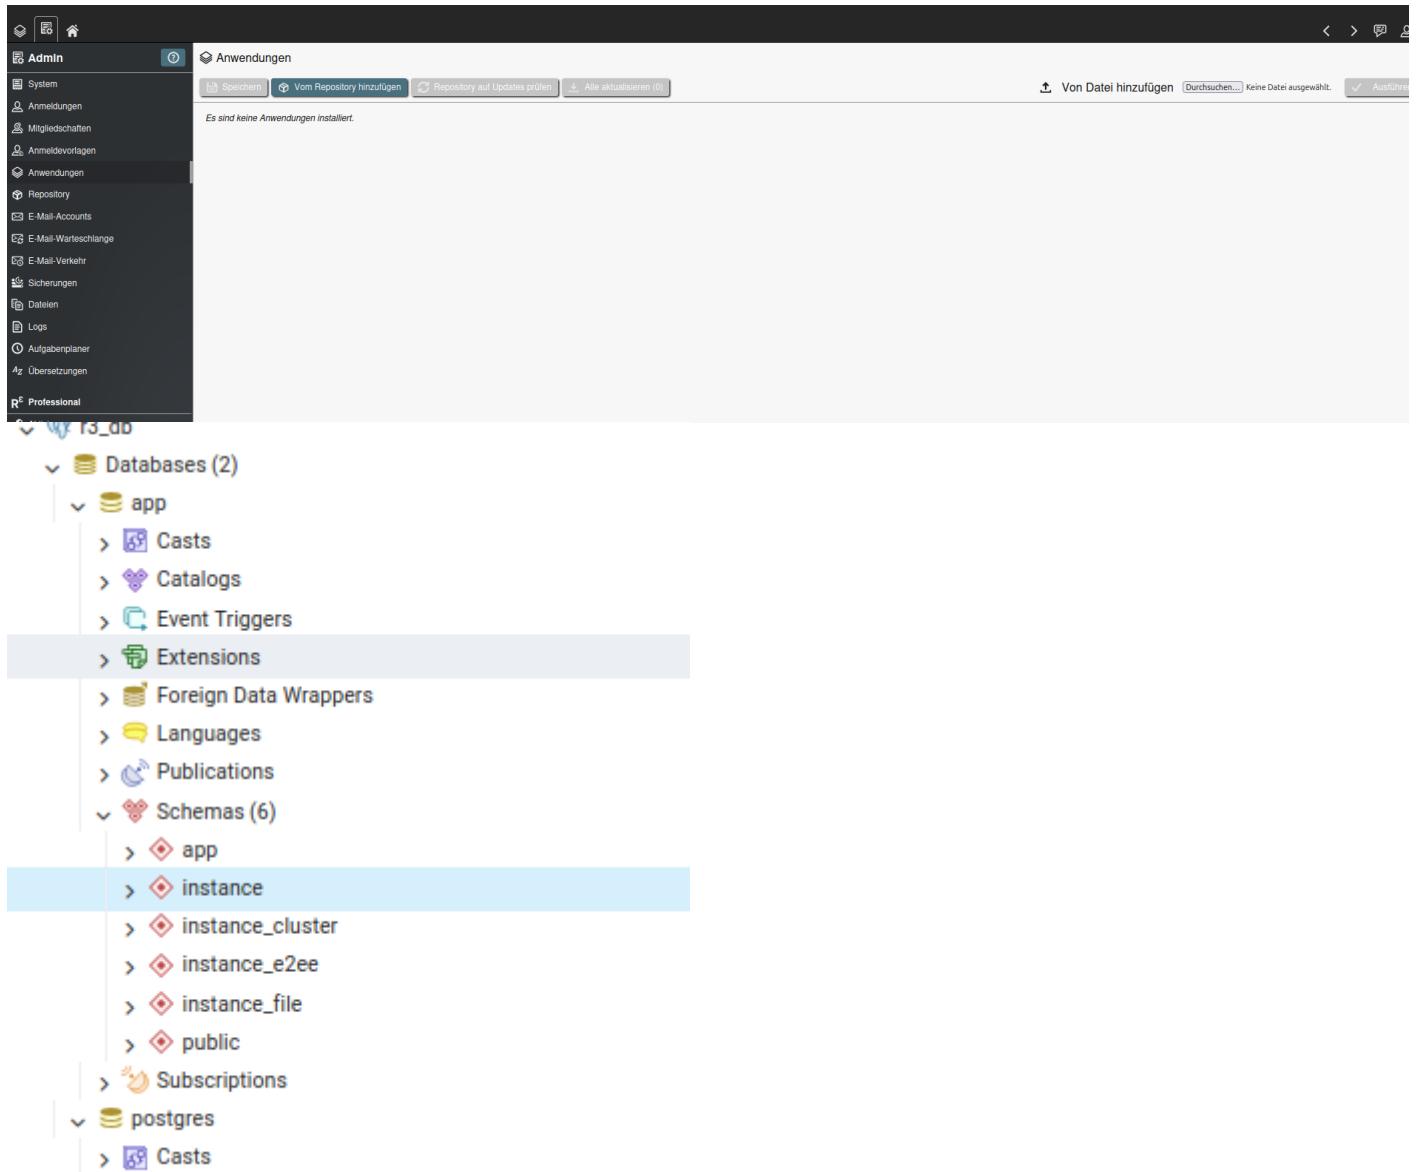 Admin
Anwendungen
System
Speichern
Vom Repository hinzufügen
Repository auf Updates prüfen
Alle aktualisieren (0)
Von Datei hinzufügen
Durchsuchen...
Keine Datei ausgewählt.
Ausführen
Anmeldungen
Es sind keine Anwendungen installiert.
Mitgliedschaften
Anmeldevorlagen
Anwendungen
Repository
E-Mail-Accounts
E-Mail-Warteschlange
E-Mail-Verkehr
Sicherungen
Dateien
Logs
Aufgabenplaner
Übersetzungen
Professional
r3_db
Databases (2)
app
Casts
Catalogs
Event Triggers
Extensions
Foreign Data Wrappers
Languages
Publications
Schemas (6)
app
instance
instance_cluster
instance_e2ee
instance_file
public
Subscriptions
postgres
Casts